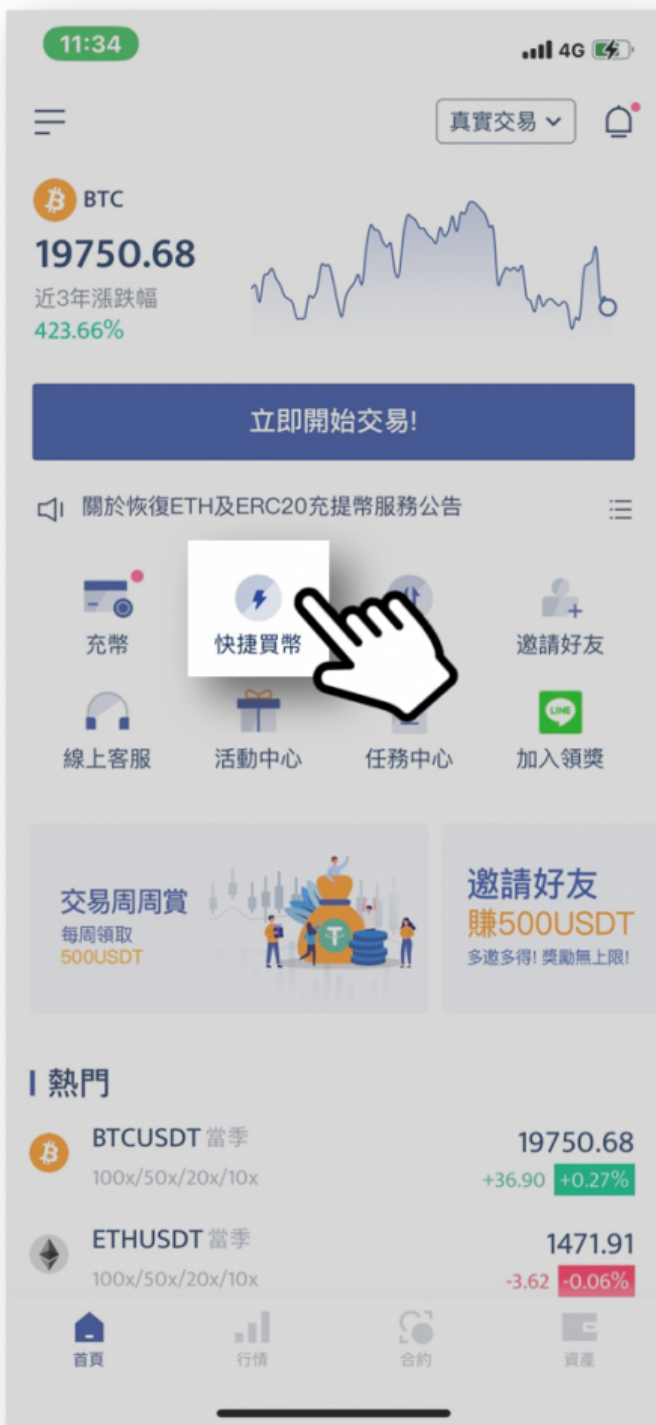 11:34
4G
真實交易
BTC
19750.68
近3年漲跌幅
423.66%
立即開始交易!
關於恢復ETH及ERC20充提幣服務公告
充幣
快捷買幣
邀請好友
線上客服
活動中心
任務中心
LINE
加入領獎
交易周周賞
每周領取
500USDT
邀請好友
賺500USDT
多邀多得! 獎勵無上限!
熱門
BTCUSDT 當季
19750.68
100x/50x/20x/10x
+36.90 +0.27%
ETHUSDT 當季
1471.91
100x/50x/20x/10x
-3.62 -0.06%
首頁
行情
合約
資產